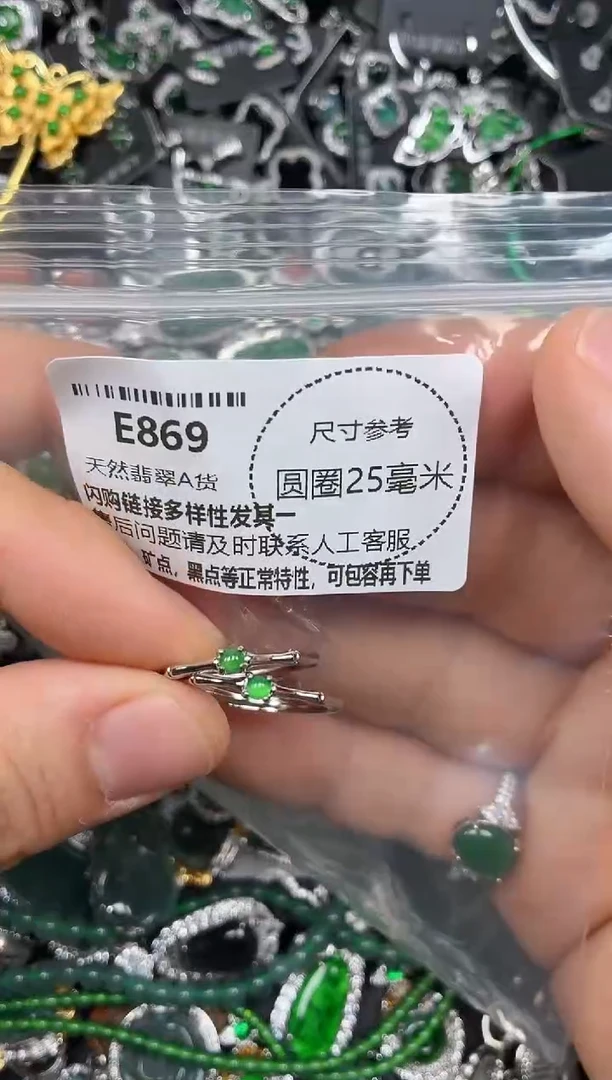 E869
尺寸参考
天然翡翠A货
圆圈25毫米
闪购链接多样性发其一
售后问题请及时联系人工客服
矿点，黑点等正常特性，可包容再下单